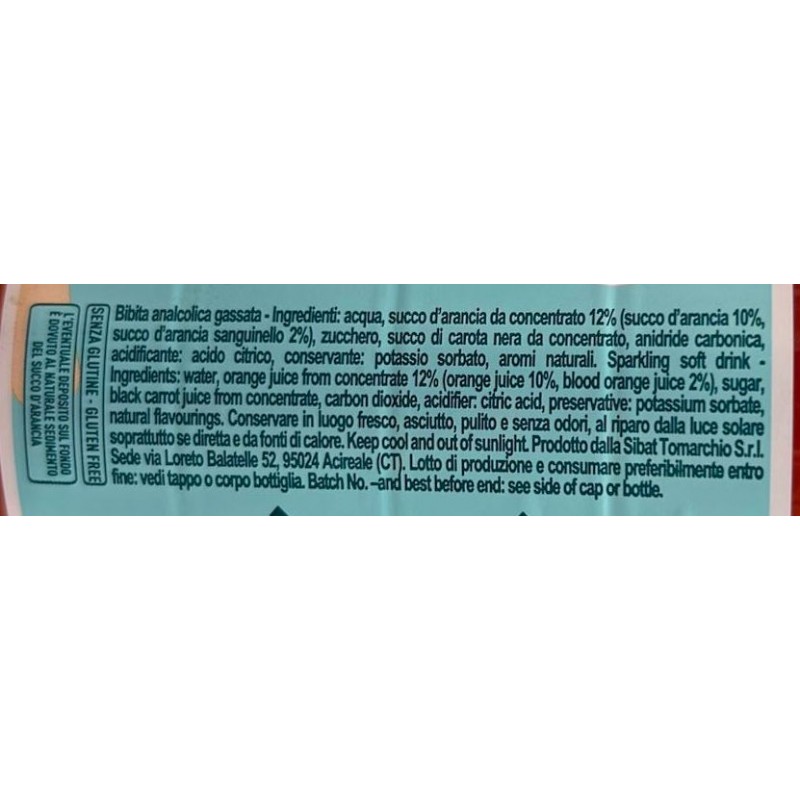 L'EVENTUALE DEPOSITO SUL FONDO
È DOVUTO AL NATURALE SEDIMENTO
DEL SUCCO D'ARANCIA
SENZA GLUTINE - GLUTEN FREE
Bibita analcolica gassata - Ingredienti: acqua, succo d'arancia da concentrato 12% (succo d'arancia 10%,
succo d'arancia sanguinello 2%), zucchero, succo di carota nera da concentrato, anidride carbonica,
acidificante: acido citrico, conservante: potassio sorbato, aromi naturali. Sparkling soft drink -
Ingredients: water, orange juice from concentrate 12% (orange juice 10%, blood orange juice 2%), sugar,
black carrot juice from concentrate, carbon dioxide, acidifier: citric acid, preservative: potassium sorbate,
natural flavourings. Conservare in luogo fresco, asciutto, pulito e senza odori, al riparo dalla luce solare
soprattutto se diretta e da fonti di calore. Keep cool and out of sunlight. Prodotto dalla Sibat Tomarchio S.r.l.
Sede via Loreto Balatelle 52, 95024 Acireale (CT). Lotto di produzione e consumare preferibilmente entro
fine: vedi tappo o corpo bottiglia. Batch No. –and best before end: see side of cap or bottle.